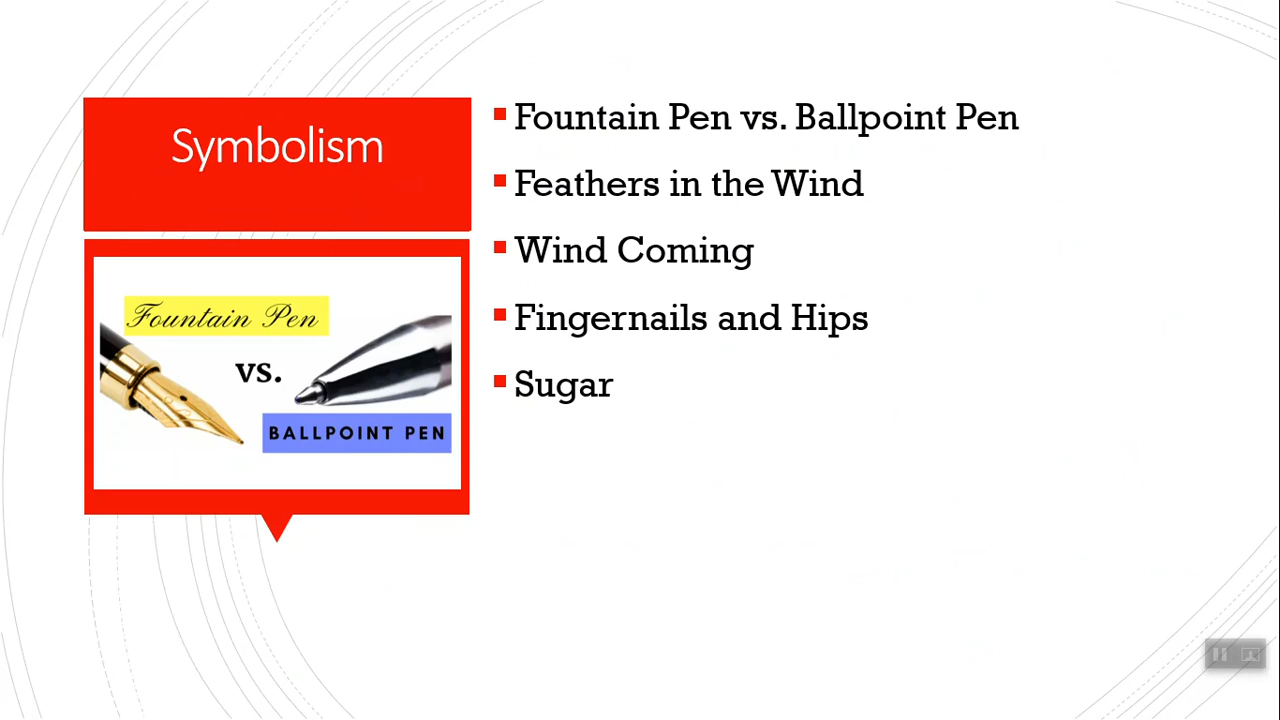 Symbolism
Fountain Pen
vs.
BALLPOINT PEN
Fountain Pen vs. Ballpoint Pen
Feathers in the Wind
Wind Coming
Fingernails and Hips
Sugar